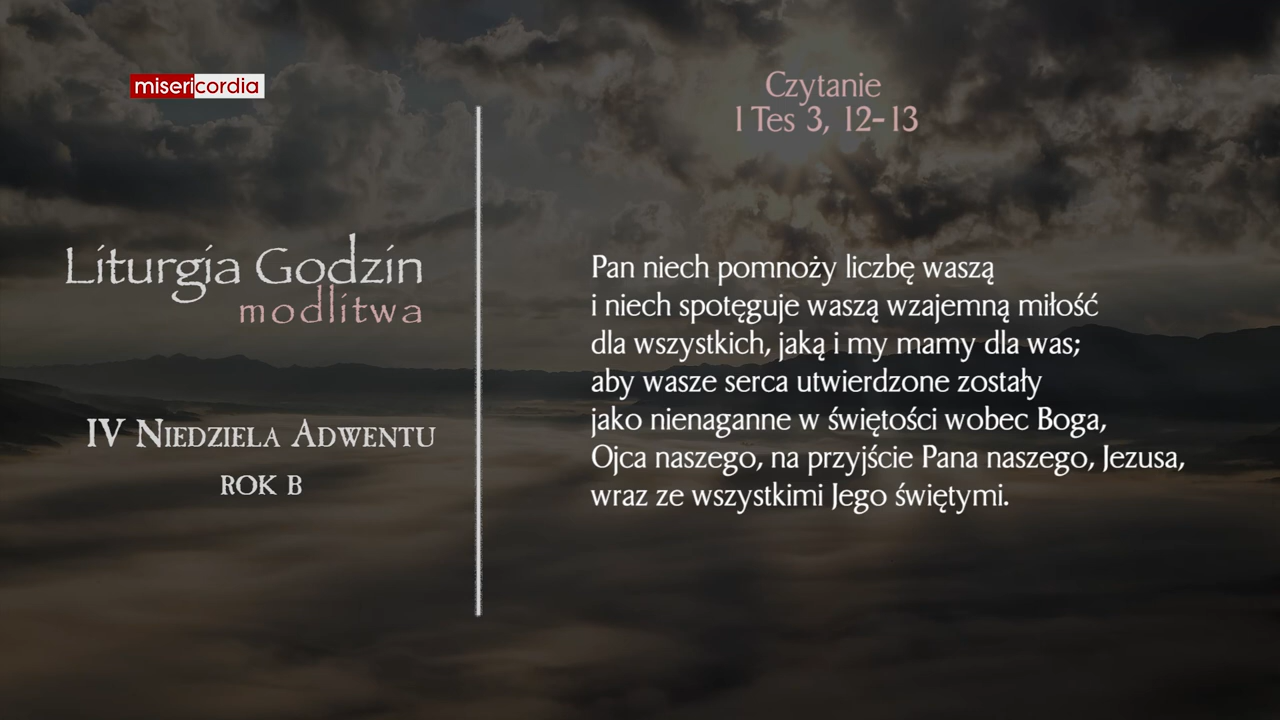 misericordia
Czytanie
1 Tes 3, 12-13
Liturgia Godzin
modlitwa
IV Niedziela Adwentu
ROK B
Pan niech pomnoży liczbę waszą
i niech spotęguje waszą wzajemną miłość
dla wszystkich, jaką i my mamy dla was;
aby wasze serca utwierdzone zostały
jako nienaganne w świętości wobec Boga,
Ojca naszego, na przyjście Pana naszego, Jezusa,
wraz ze wszystkimi Jego świętymi.